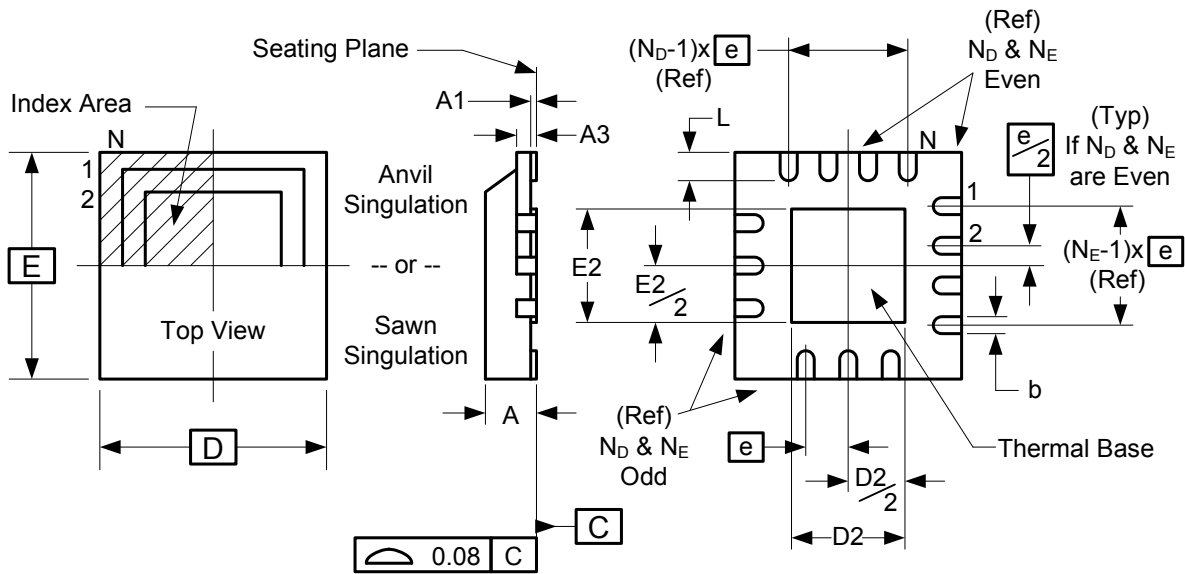 Seating Plane
Index Area
N
1
2
E
Top View
D
A1
A3
Anvil
Singulation
-- or --
Sawn
Singulation
A
0.08 C
C
(N_D-1)x e
(Ref)
L
(Ref)
N_D & N_E
Even
N
1
2
e/2
(Typ)
If N_D & N_E
are Even
(N_E-1)x e
(Ref)
b
E2
E2/2
(Ref)
N_D & N_E
Odd
e
D2/2
D2
Thermal Base